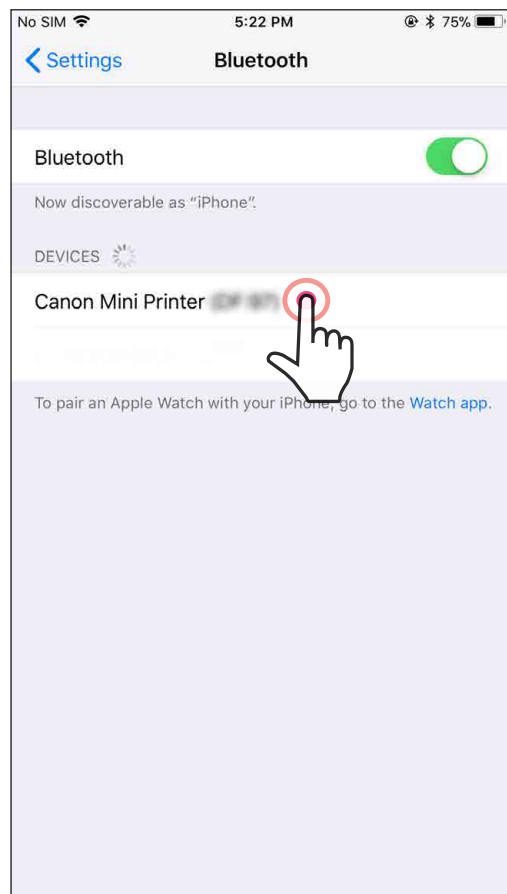 No SIM 5:22 PM 75%
Settings Bluetooth
Bluetooth
Now discoverable as “iPhone”.
DEVICES
Canon Mini Printer
To pair an Apple Watch with your iPhone, go to the Watch app.